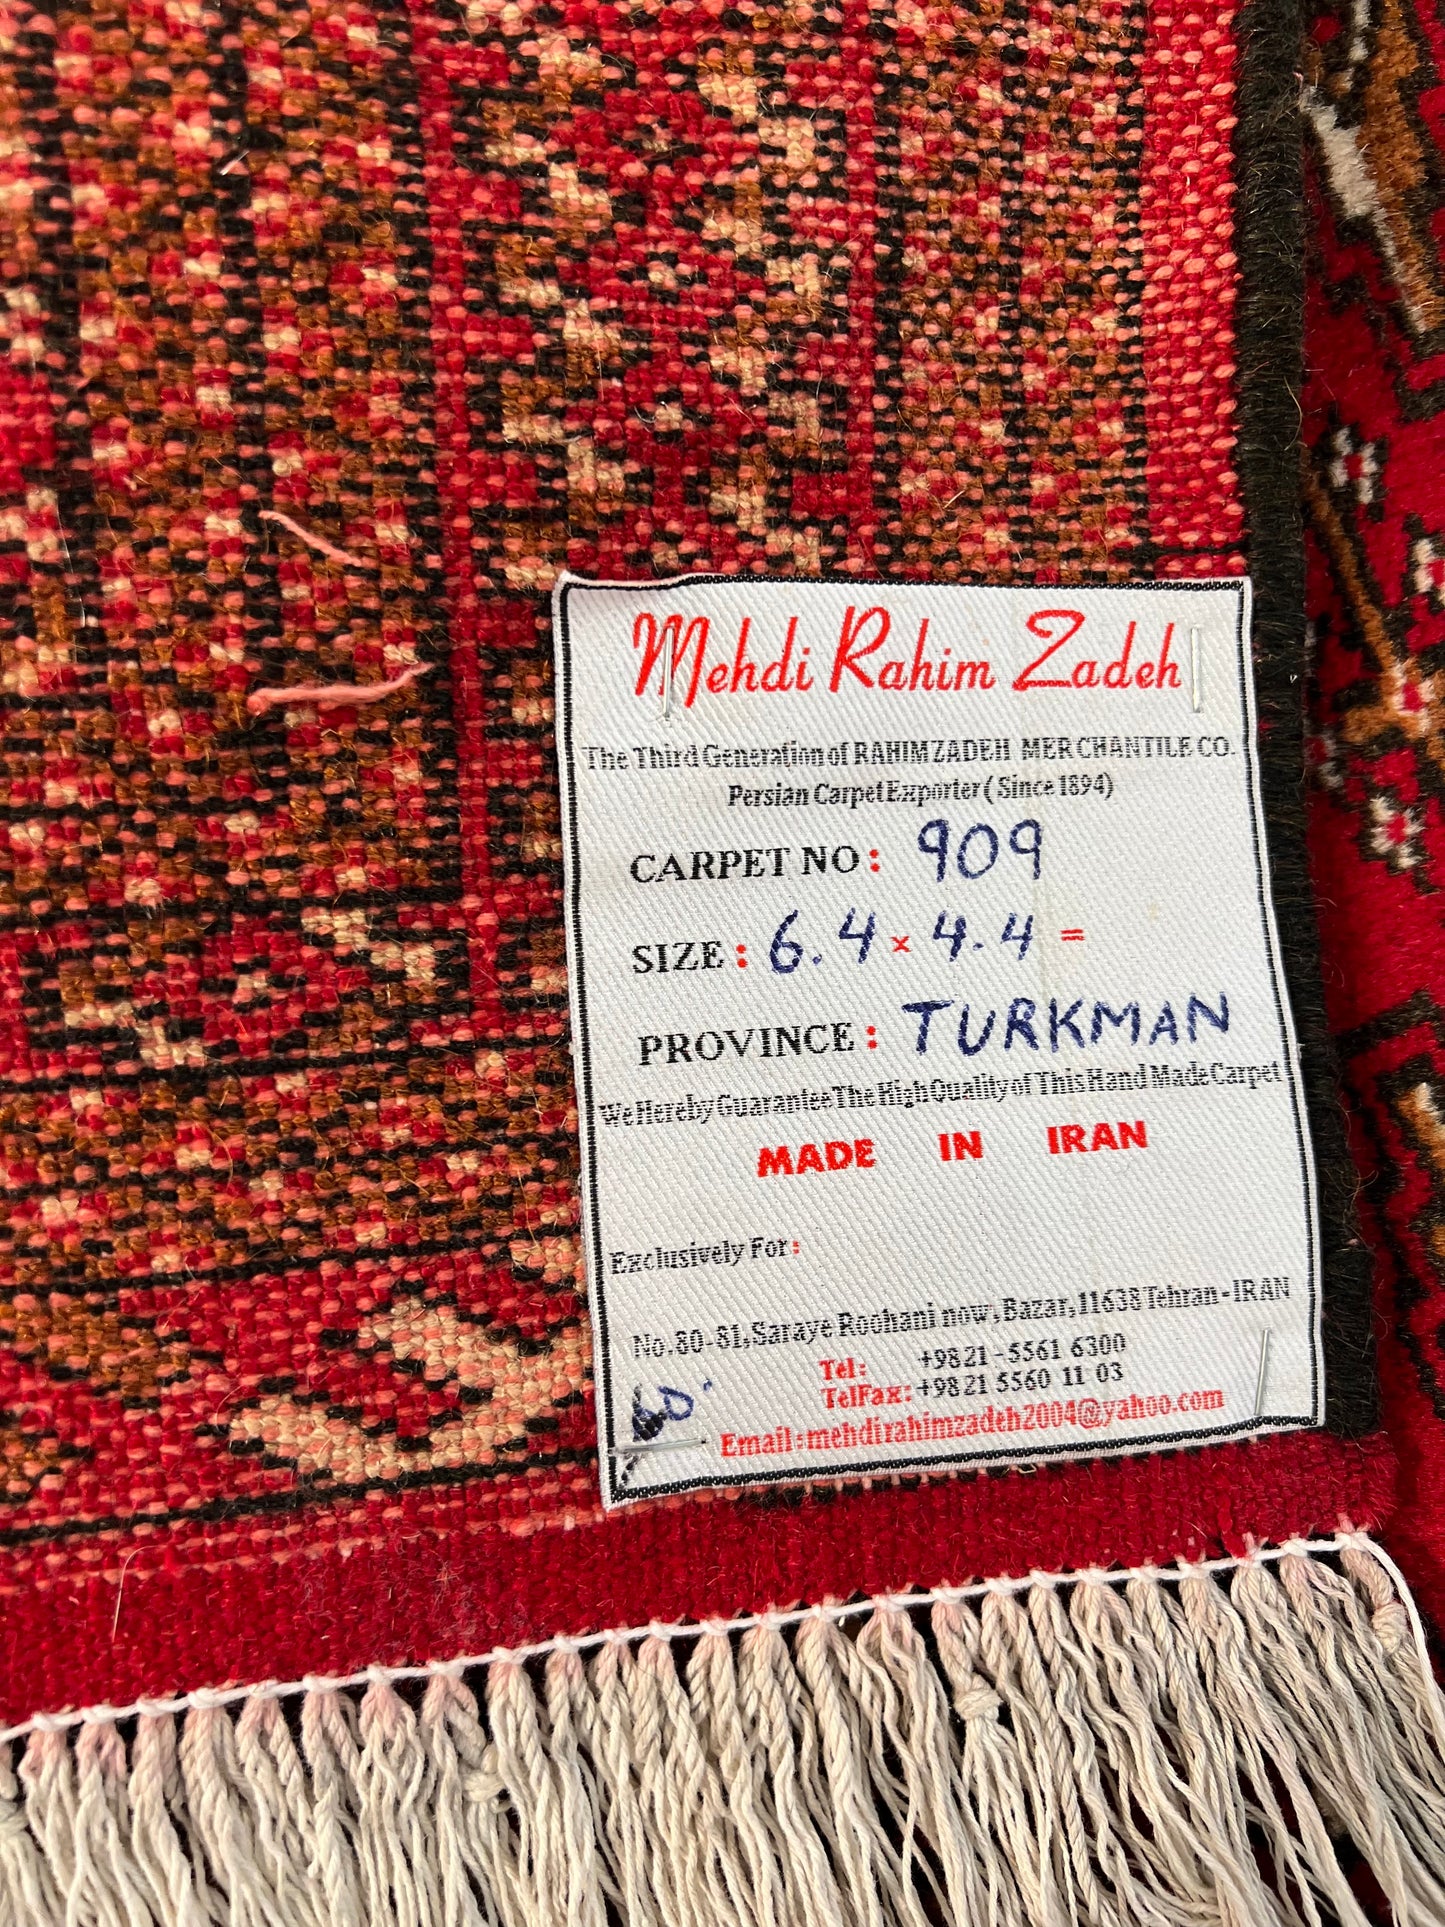 Mehdi Rahim Zadeh
The Third Generation of RAHIMZADEH MERCHANTILE CO.
Persian Carpet Exporter ( Since 1894)
CARPET NO : 909
SIZE : 6.4 x 4.4 =
PROVINCE : TURKMAN
We Hereby Guarantee The High Quality of This Hand Made Carpet
MADE IN IRAN
Exclusively For:
No.80-81,Saraye Roohani now, Bazar,11638 Tehran - IRAN
Tel: +9821-5561 6300
TelFax: +9821 5560 11 03
Email:mehdirahimzadeh2004@yahoo.com